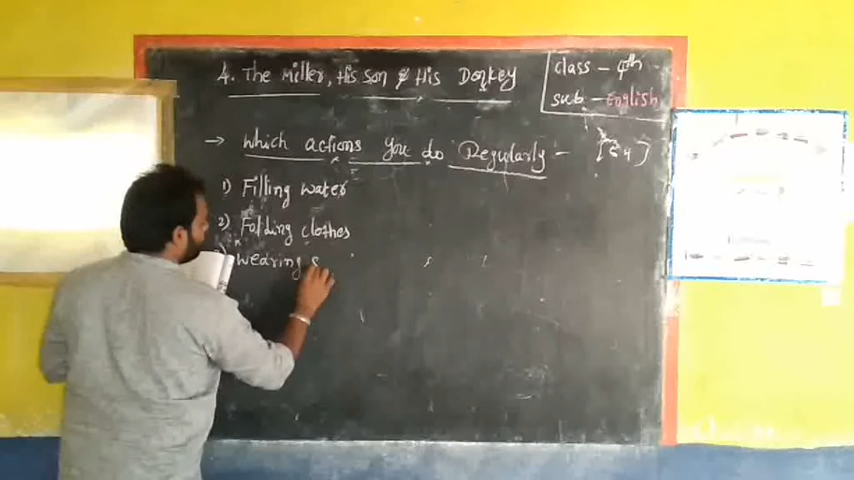 4. The Miller, His son & His Donkey
class - 4th
sub - English
→ which actions you do Regularly -
1) Filling water
2) Folding clothes
wearing s